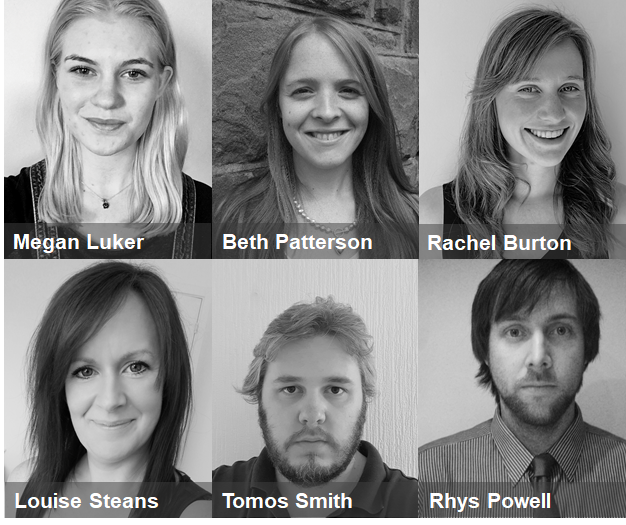 Megan Luker
Beth Patterson
Rachel Burton
Louise Steans
Tomos Smith
Rhys Powell